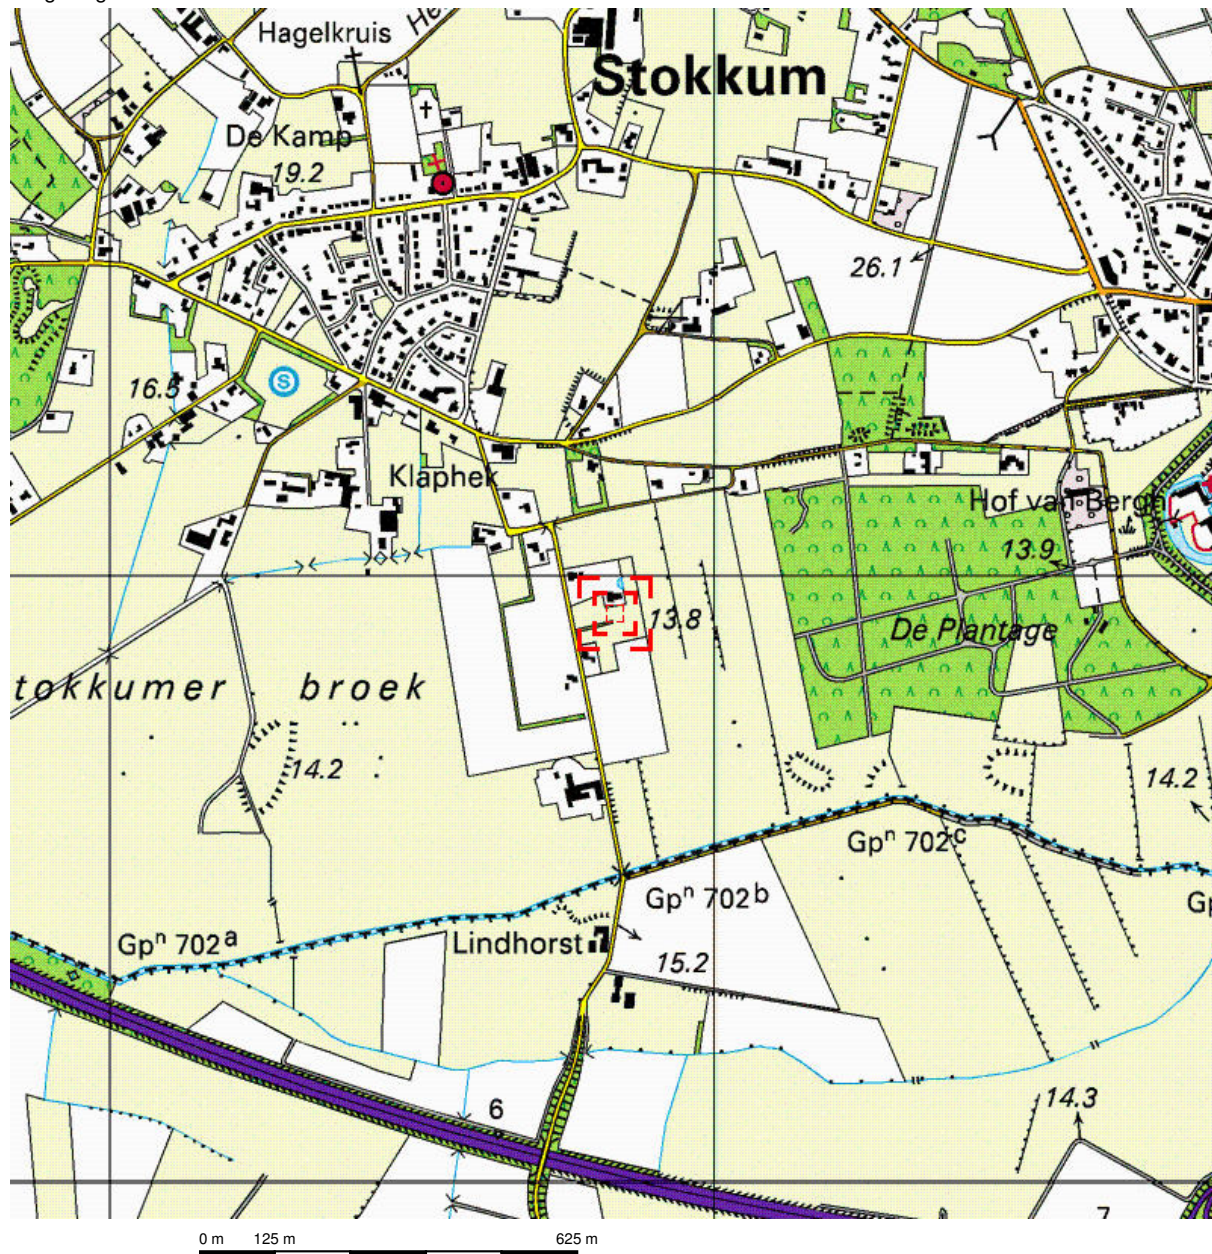 Hagelkruis
He
Stokkum
De Kamp
19.2
26.1
16.5
S
Klaphek
Hof van Bergh
13.9
13.8
De Plantage
tokkumer broek
14.2
14.2
Gpⁿ 702ᶜ
Gpⁿ 702ᵇ
Gp
Gpⁿ 702ᵃ
Lindhorst
15.2
14.3
6
7
0 m 125 m 625 m